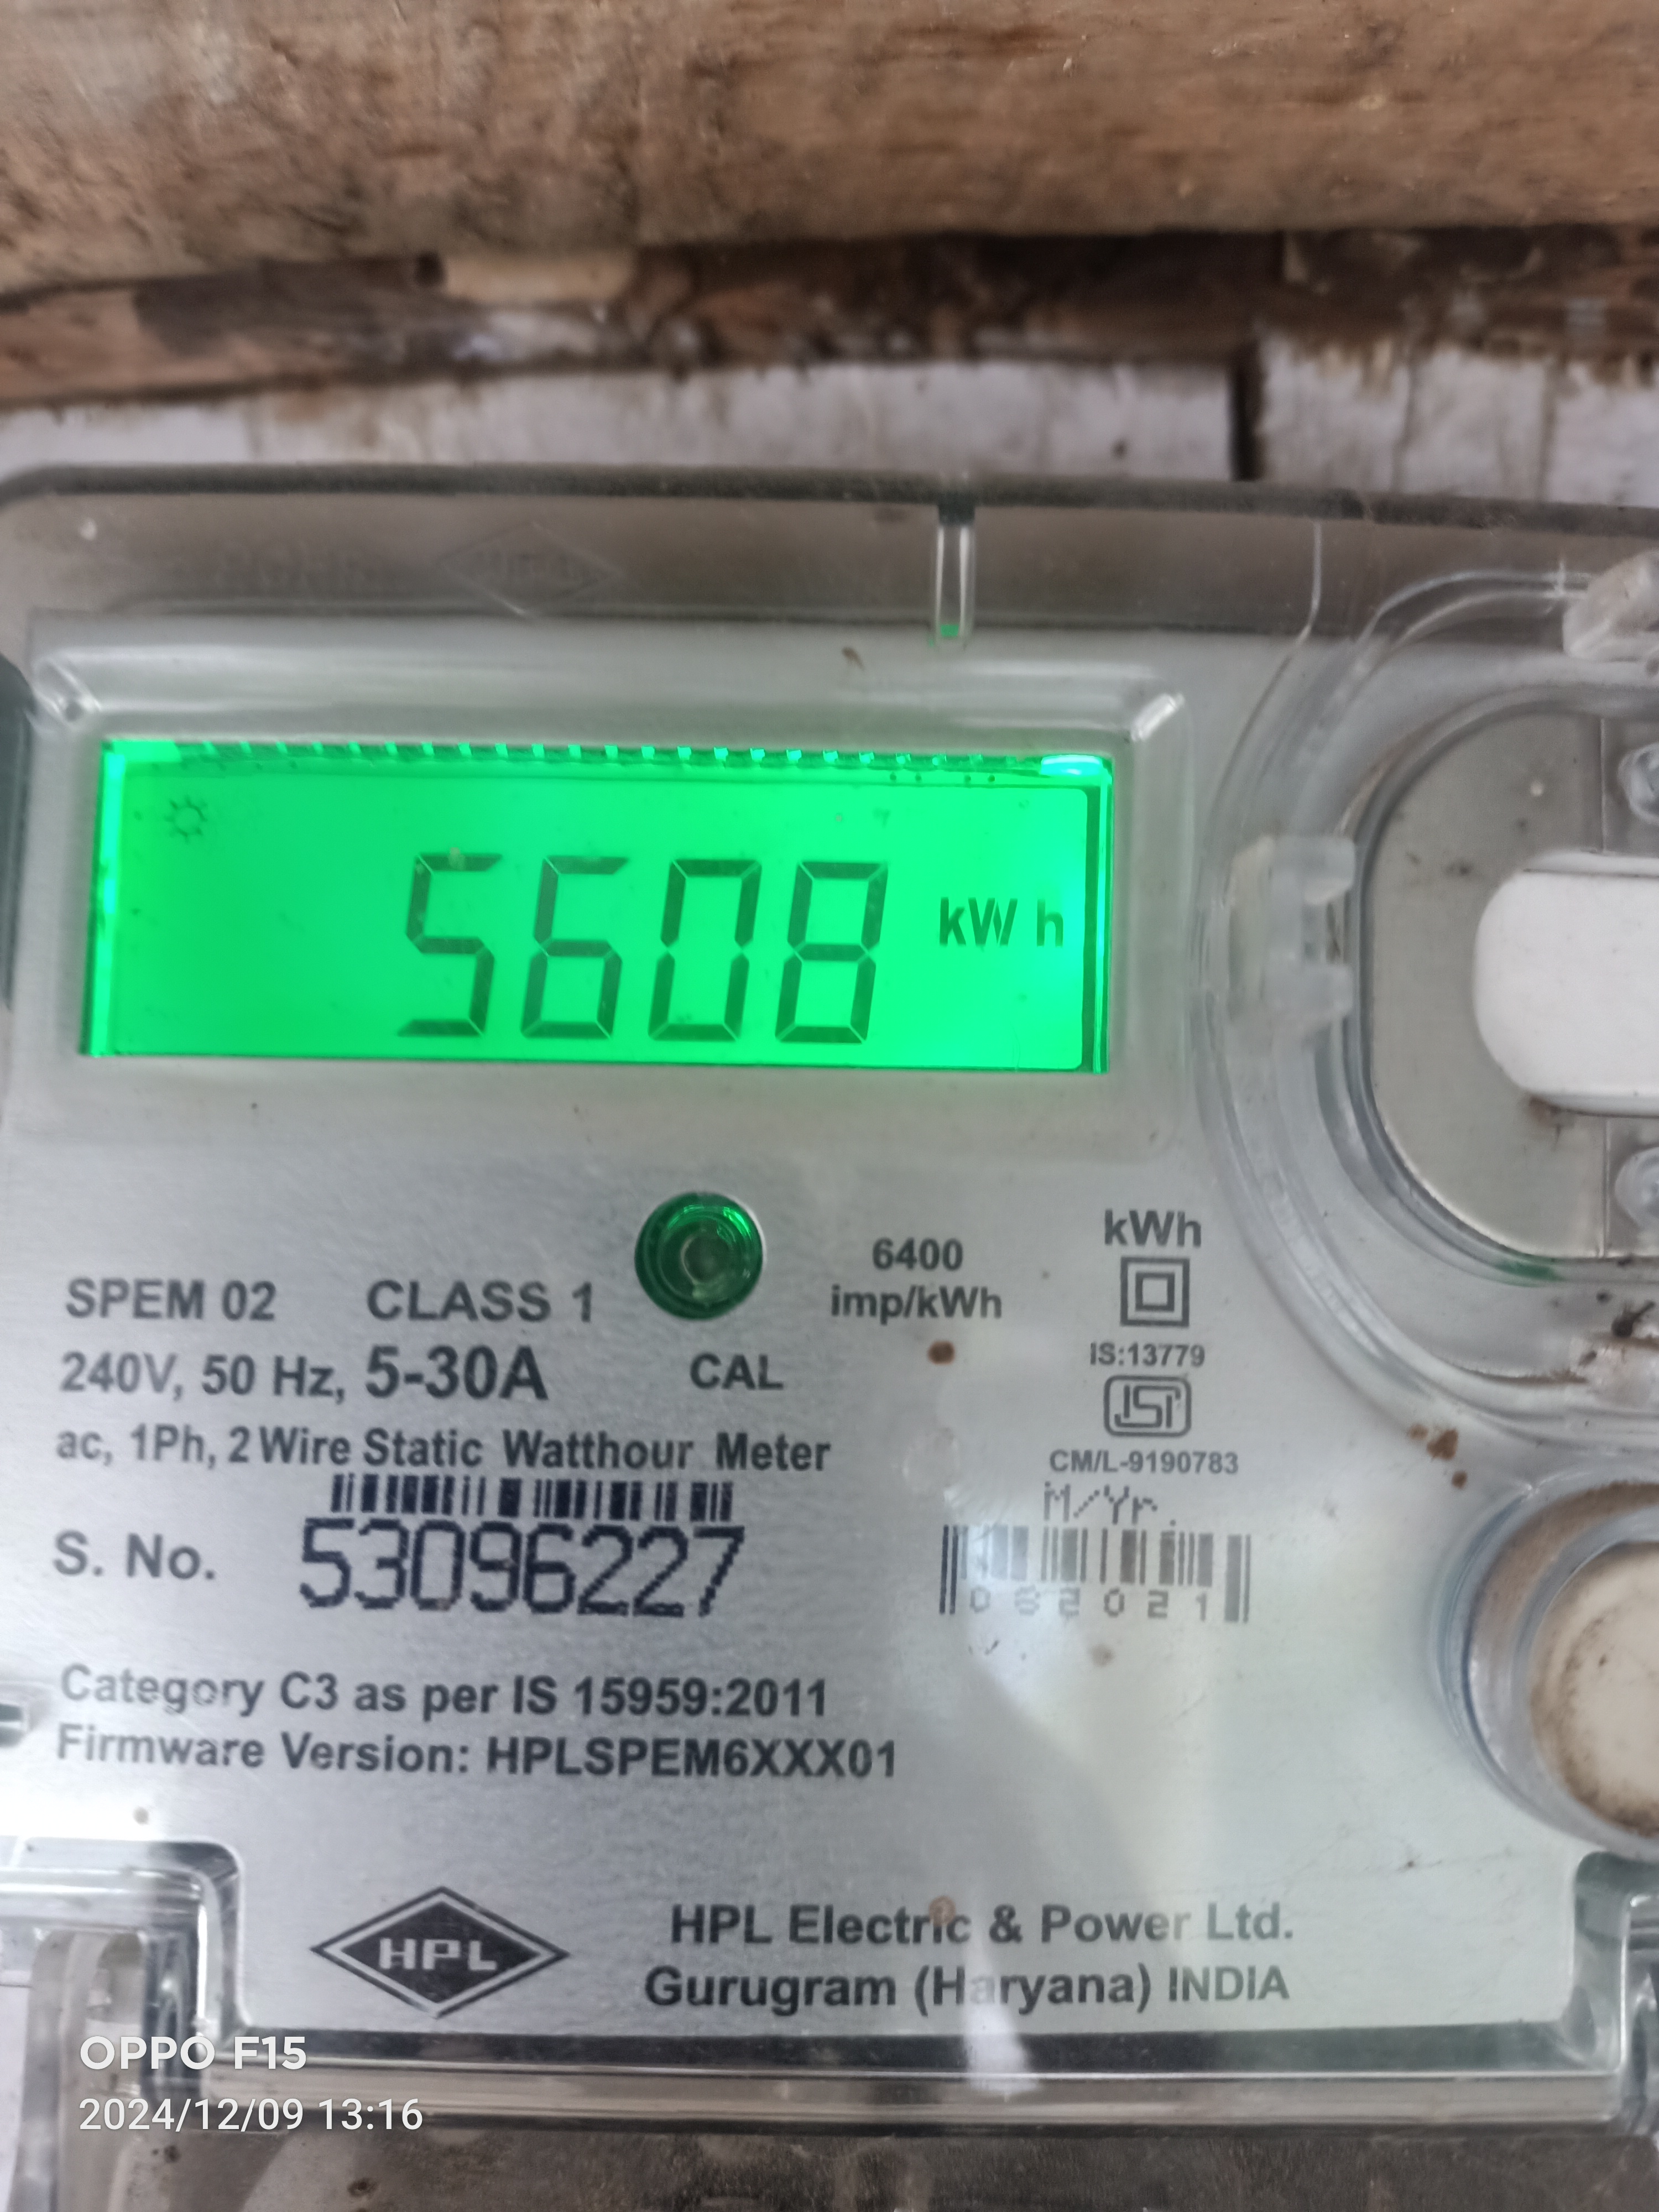 5608 kWh
6400
imp/kWh
kWh
SPEM 02 CLASS 1
240V, 50 Hz, 5-30A
CAL
IS:13779
ISI
ac, 1Ph, 2 Wire Static Watthour Meter
CM/L-9190783
M/Yr.
S. No. 53096227
062021
Category C3 as per IS 15959:2011
Firmware Version: HPLSPEM6XXX01
HPL
HPL Electric & Power Ltd.
Gurugram (Haryana) INDIA
OPPO F15
2024/12/09 13:16